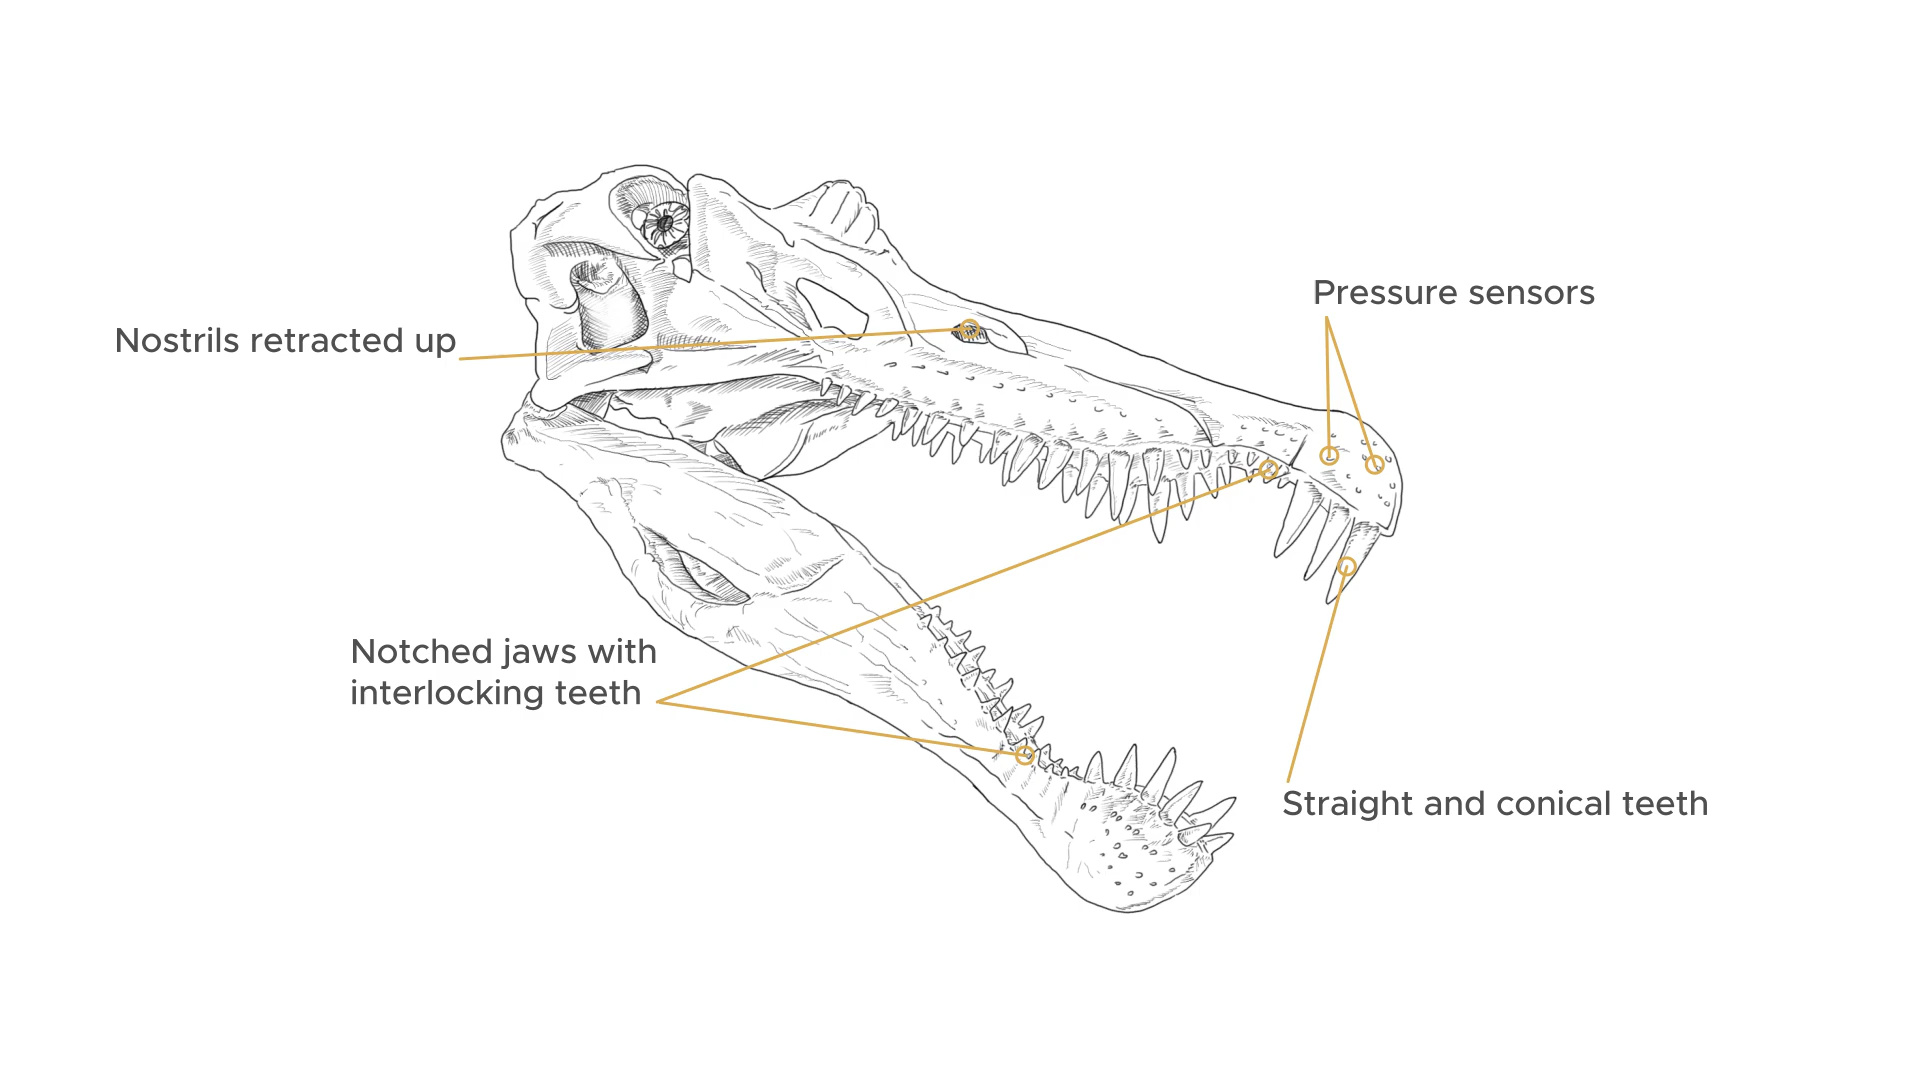 Pressure sensors
Nostrils retracted up
Notched jaws with
interlocking teeth
Straight and conical teeth